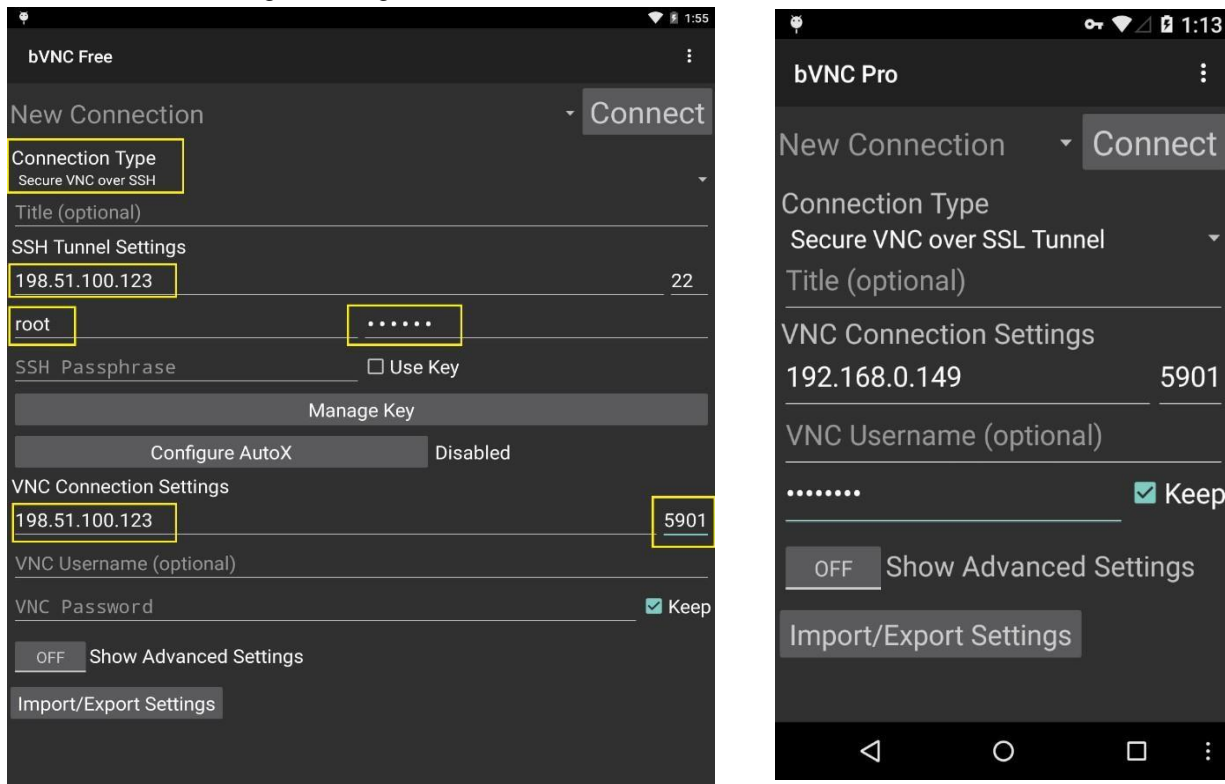 1:55
bVNC Free
New Connection Connect
Connection Type
Secure VNC over SSH
Title (optional)
SSH Tunnel Settings
198.51.100.123 22
root ••••••
SSH Passphrase Use Key
Manage Key
Configure AutoX Disabled
VNC Connection Settings
198.51.100.123 5901
VNC Username (optional)
VNC Password Keep
OFF Show Advanced Settings
Import/Export Settings
1:13
bVNC Pro
New Connection Connect
Connection Type
Secure VNC over SSL Tunnel
Title (optional)
VNC Connection Settings
192.168.0.149 5901
VNC Username (optional)
•••••••• Keep
OFF Show Advanced Settings
Import/Export Settings